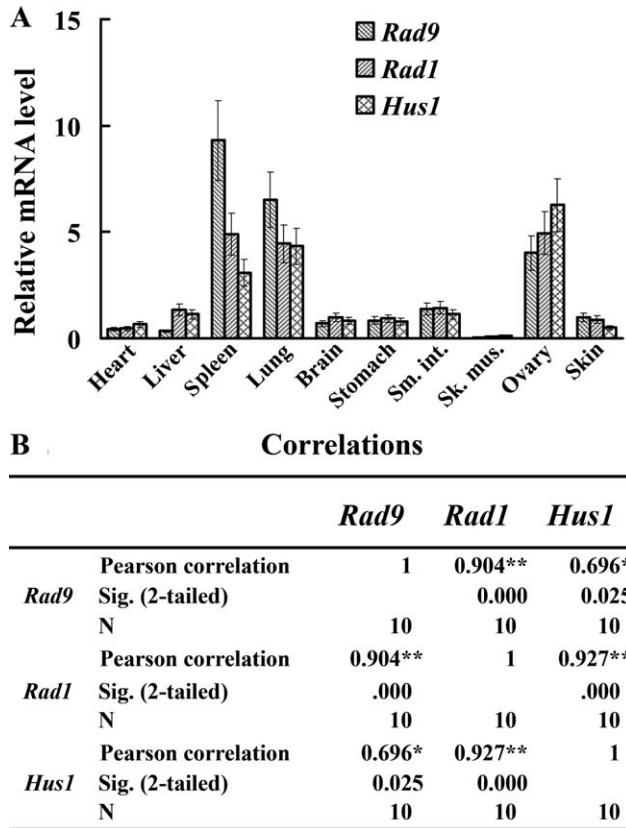 A
15
10
5
0
Relative mRNA level
Rad9
Rad1
Hus1
Heart Liver Spleen Lung Brain Stomach Sm. int. Sk. mus. Ovary Skin
B Correlations
Rad9 Rad1 Hus1
Pearson correlation 1 0.904** 0.696*
Rad9 Sig. (2-tailed) 0.000 0.025
N 10 10 10
Pearson correlation 0.904** 1 0.927**
Rad1 Sig. (2-tailed) .000 .000
N 10 10 10
Pearson correlation 0.696* 0.927** 1
Hus1 Sig. (2-tailed) 0.025 0.000
N 10 10 10